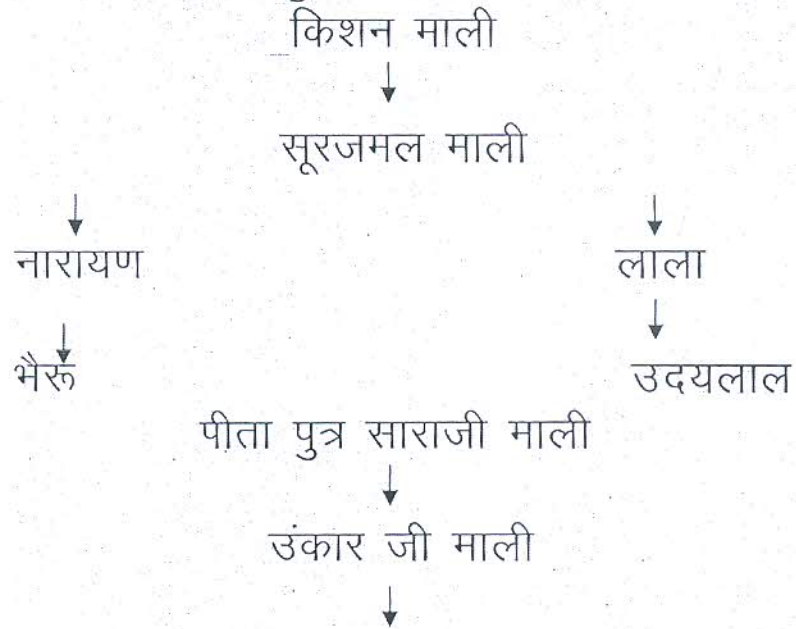 किशन माली
सूरजमल माली
नारायण लाला
भैरू उदयलाल
पीता पुत्र साराजी माली
उंकार जी माली